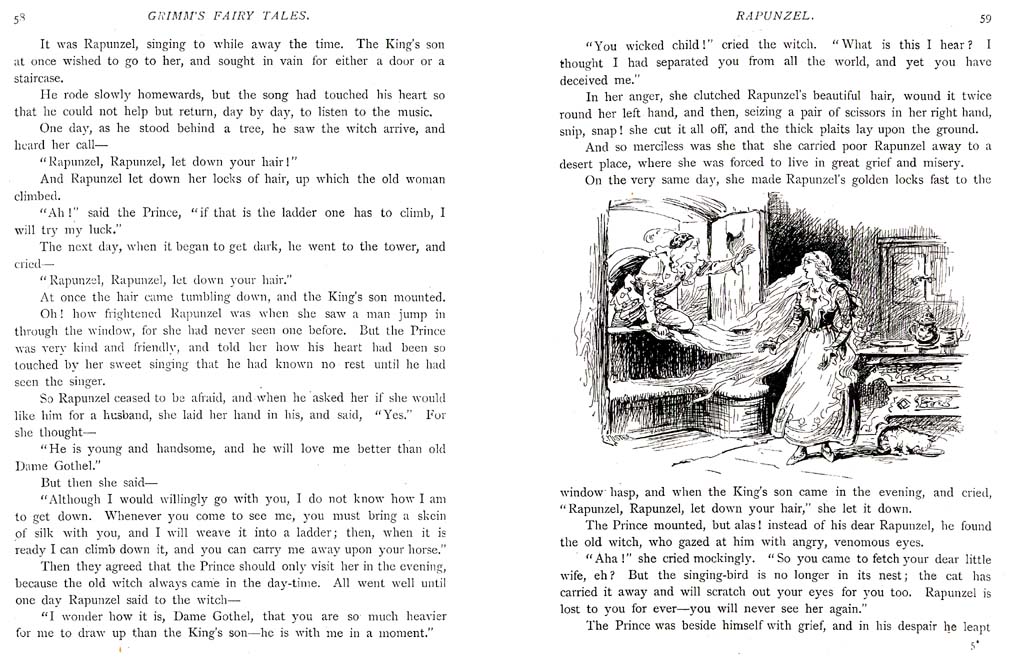 58
GRIMM'S FAIRY TALES.
It was Rapunzel, singing to while away the time. The King's son
at once wished to go to her, and sought in vain for either a door or a
staircase.
He rode slowly homewards, but the song had touched his heart so
that he could not help but return, day by day, to listen to the music.
One day, as he stood behind a tree, he saw the witch arrive, and
heard her call—
"Rapunzel, Rapunzel, let down your hair!"
And Rapunzel let down her locks of hair, up which the old woman
climbed.
"Ah!" said the Prince, "if that is the ladder one has to climb, I
will try my luck."
The next day, when it began to get dark, he went to the tower, and
cried—
"Rapunzel, Rapunzel, let down your hair."
At once the hair came tumbling down, and the King's son mounted.
Oh! how frightened Rapunzel was when she saw a man jump in
through the window, for she had never seen one before. But the Prince
was very kind and friendly, and told her how his heart had been so
touched by her sweet singing that he had known no rest until he had
seen the singer.
So Rapunzel ceased to be afraid, and when he asked her if she would
like him for a husband, she laid her hand in his, and said, "Yes." For
she thought—
"He is young and handsome, and he will love me better than old
Dame Gothel."
But then she said—
"Although I would willingly go with you, I do not know how I am
to get down. Whenever you come to see me, you must bring a skein
of silk with you, and I will weave it into a ladder; then, when it is
ready I can climb down it, and you can carry me away upon your horse."
Then they agreed that the Prince should only visit her in the evening,
because the old witch always came in the day-time. All went well until
one day Rapunzel said to the witch—
"I wonder how it is, Dame Gothel, that you are so much heavier
for me to draw up than the King's son—he is with me in a moment."
RAPUNZEL.
59
"You wicked child!" cried the witch. "What is this I hear? I
thought I had separated you from all the world, and yet you have
deceived me."
In her anger, she clutched Rapunzel's beautiful hair, wound it twice
round her left hand, and then, seizing a pair of scissors in her right hand,
snip, snap! she cut it all off, and the thick plaits lay upon the ground.
And so merciless was she that she carried poor Rapunzel away to a
desert place, where she was forced to live in great grief and misery.
On the very same day, she made Rapunzel's golden locks fast to the
window hasp, and when the King's son came in the evening, and cried,
"Rapunzel, Rapunzel, let down your hair," she let it down.
The Prince mounted, but alas! instead of his dear Rapunzel, he found
the old witch, who gazed at him with angry, venomous eyes.
"Aha!" she cried mockingly. "So you came to fetch your dear little
wife, eh? But the singing-bird is no longer in its nest; the cat has
carried it away and will scratch out your eyes for you too. Rapunzel is
lost to you for ever—you will never see her again."
The Prince was beside himself with grief, and in his despair he leapt
5*